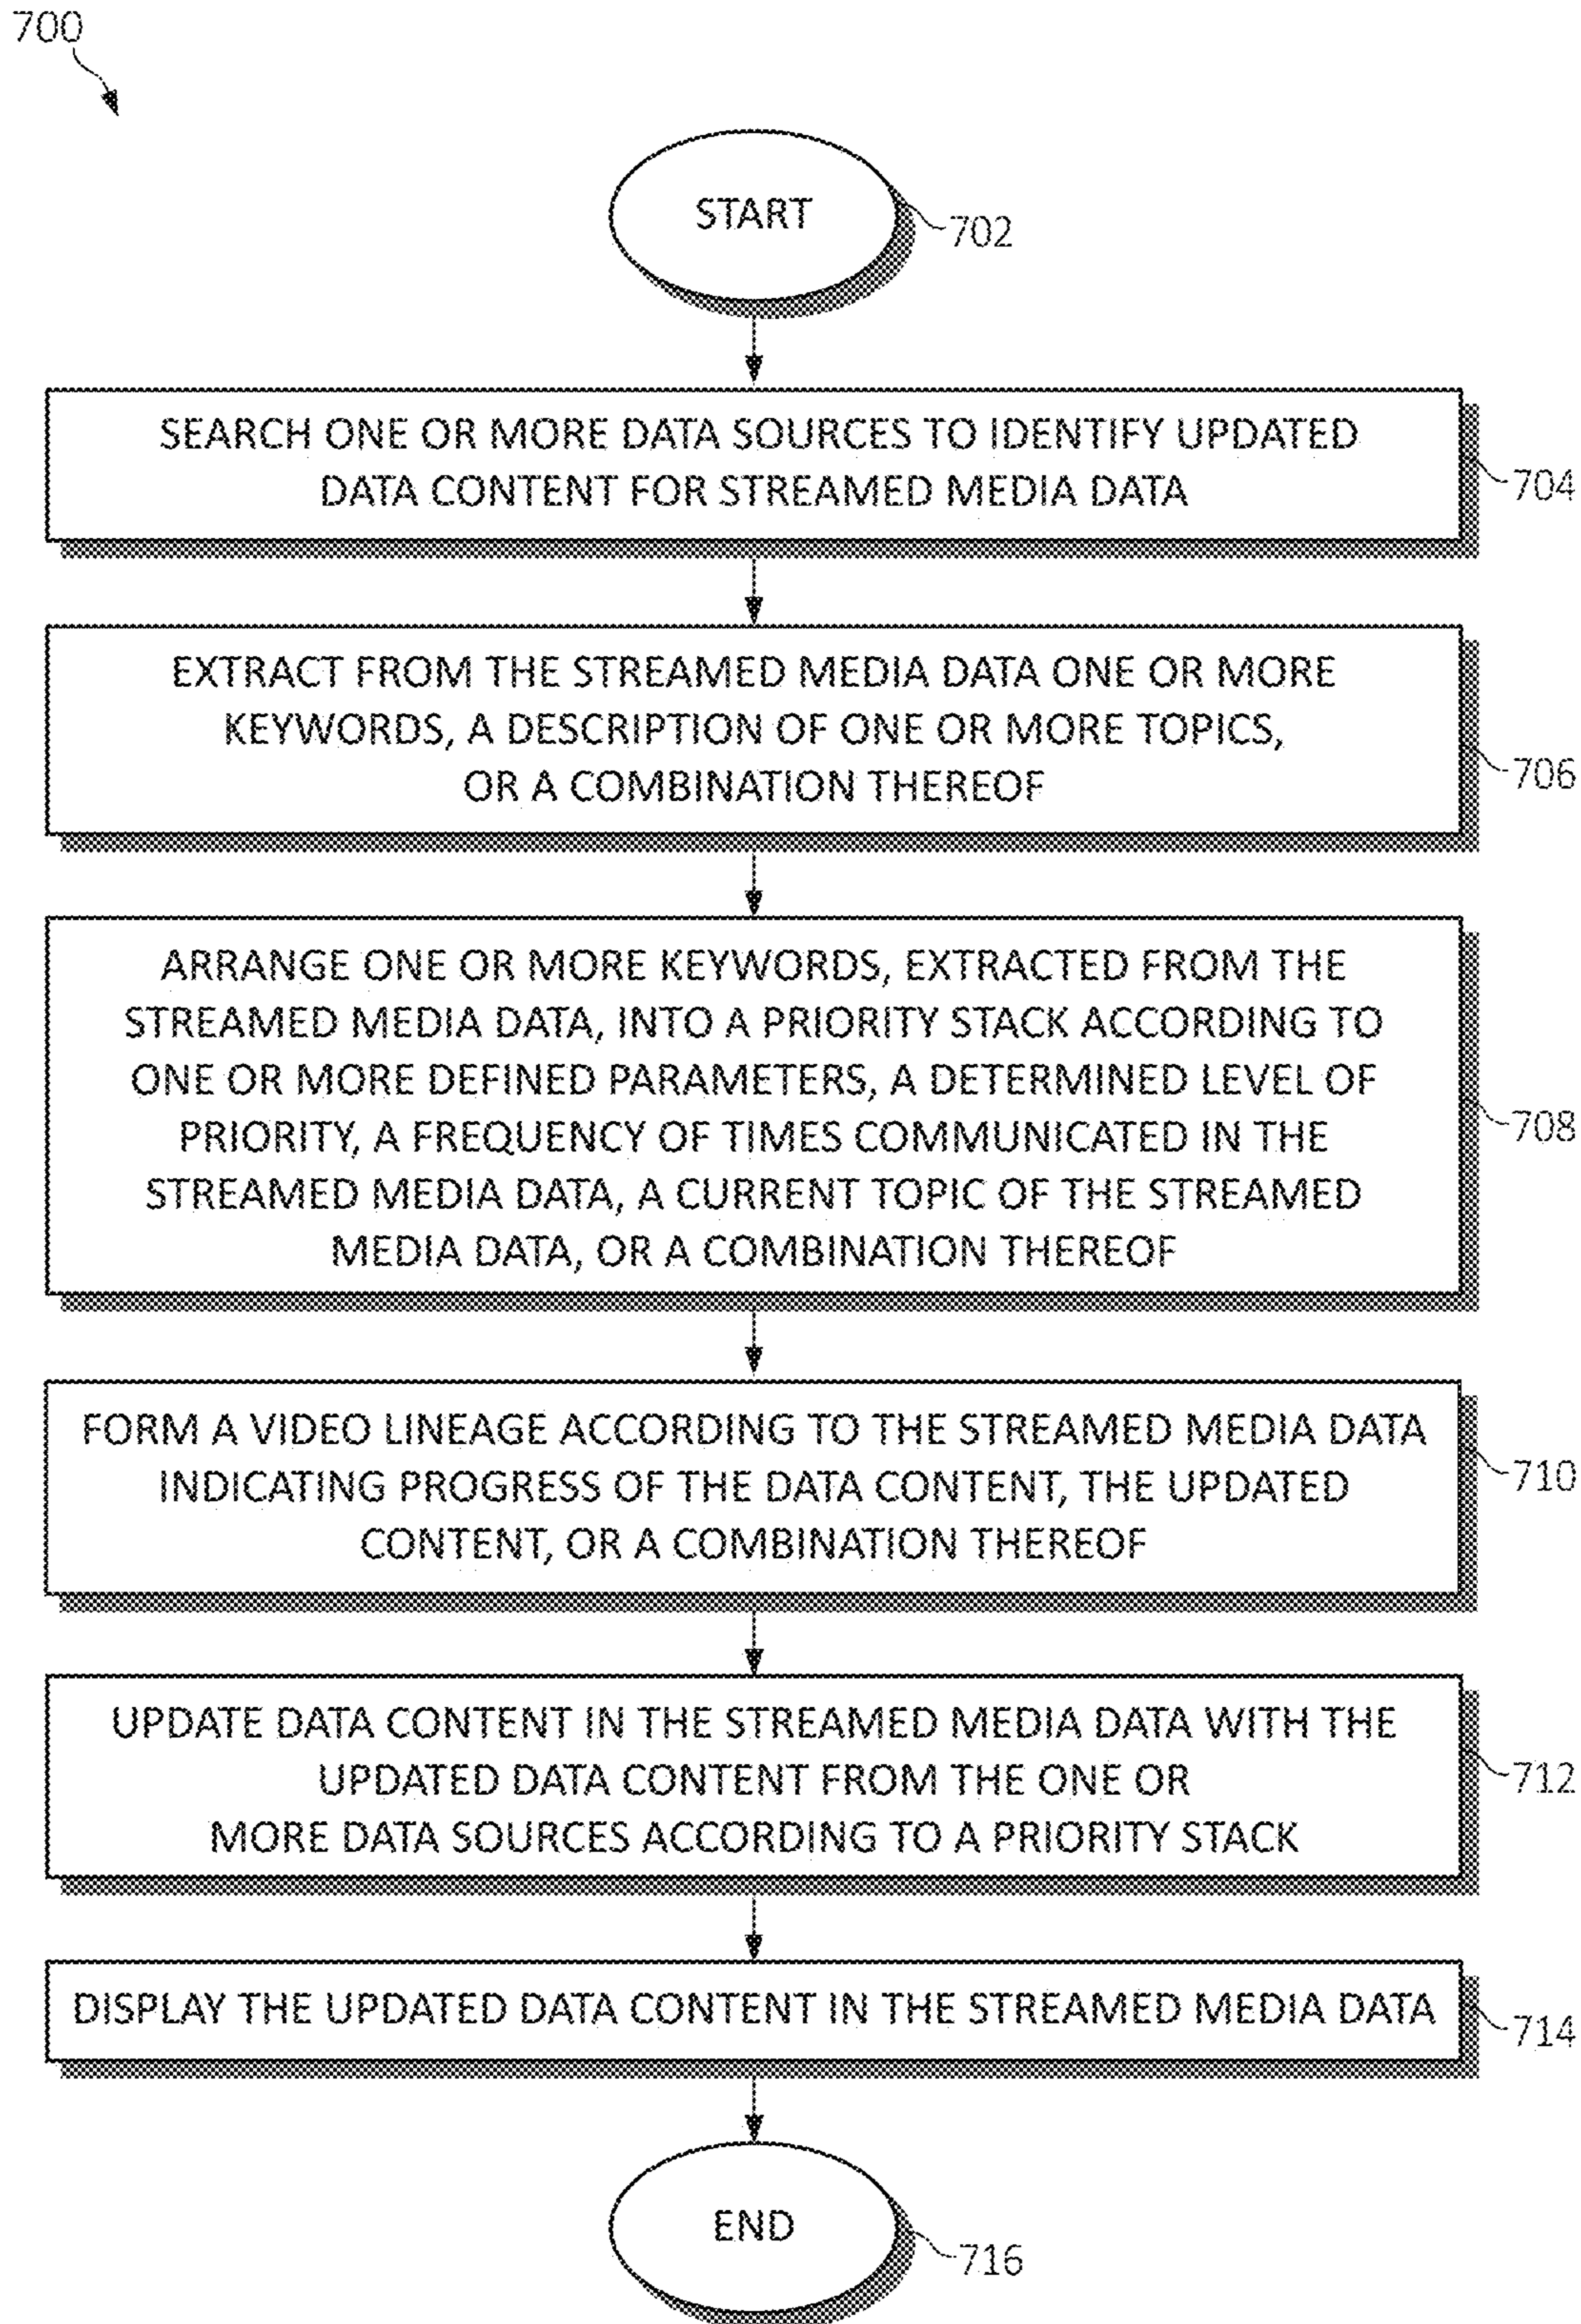 700
START
702
SEARCH ONE OR MORE DATA SOURCES TO IDENTIFY UPDATED
DATA CONTENT FOR STREAMED MEDIA DATA
704
EXTRACT FROM THE STREAMED MEDIA DATA ONE OR MORE
KEYWORDS, A DESCRIPTION OF ONE OR MORE TOPICS,
OR A COMBINATION THEREOF
706
ARRANGE ONE OR MORE KEYWORDS, EXTRACTED FROM THE
STREAMED MEDIA DATA, INTO A PRIORITY STACK ACCORDING TO
ONE OR MORE DEFINED PARAMETERS, A DETERMINED LEVEL OF
PRIORITY, A FREQUENCY OF TIMES COMMUNICATED IN THE
STREAMED MEDIA DATA, A CURRENT TOPIC OF THE STREAMED
MEDIA DATA, OR A COMBINATION THEREOF
708
FORM A VIDEO LINEAGE ACCORDING TO THE STREAMED MEDIA DATA
INDICATING PROGRESS OF THE DATA CONTENT, THE UPDATED
CONTENT, OR A COMBINATION THEREOF
710
UPDATE DATA CONTENT IN THE STREAMED MEDIA DATA WITH THE
UPDATED DATA CONTENT FROM THE ONE OR
MORE DATA SOURCES ACCORDING TO A PRIORITY STACK
712
DISPLAY THE UPDATED DATA CONTENT IN THE STREAMED MEDIA DATA
714
END
716